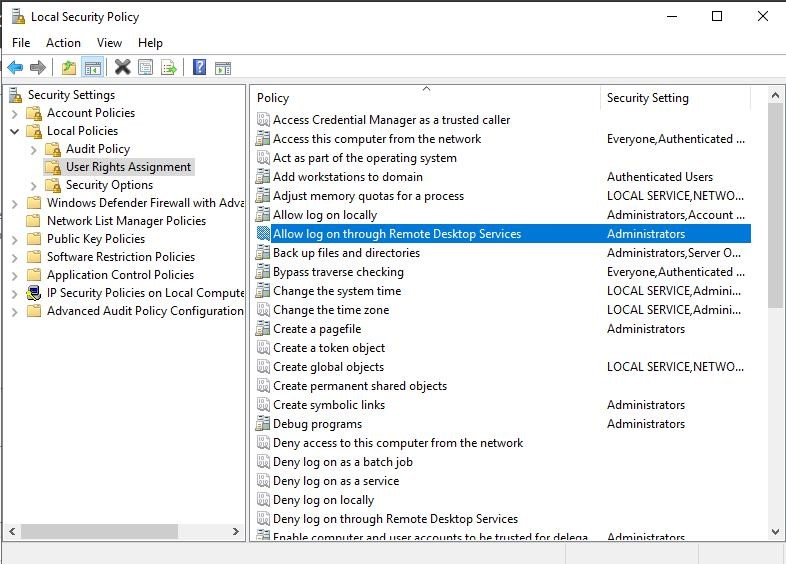 Local Security Policy
File Action View Help
Security Settings
Account Policies
Local Policies
Audit Policy
User Rights Assignment
Security Options
Windows Defender Firewall with Adva
Network List Manager Policies
Public Key Policies
Software Restriction Policies
Application Control Policies
IP Security Policies on Local Compute
Advanced Audit Policy Configuration
Policy Security Setting
Access Credential Manager as a trusted caller
Access this computer from the network Everyone,Authenticated ...
Act as part of the operating system
Add workstations to domain Authenticated Users
Adjust memory quotas for a process LOCAL SERVICE,NETWO...
Allow log on locally Administrators,Account ...
Allow log on through Remote Desktop Services Administrators
Back up files and directories Administrators,Server O...
Bypass traverse checking Everyone,Authenticated ...
Change the system time LOCAL SERVICE,Admini...
Change the time zone LOCAL SERVICE,Admini...
Create a pagefile Administrators
Create a token object
Create global objects LOCAL SERVICE,NETWO...
Create permanent shared objects
Create symbolic links Administrators
Debug programs Administrators
Deny access to this computer from the network
Deny log on as a batch job
Deny log on as a service
Deny log on locally
Deny log on through Remote Desktop Services
Enable computer and user accounts to be trusted for delega Administrators